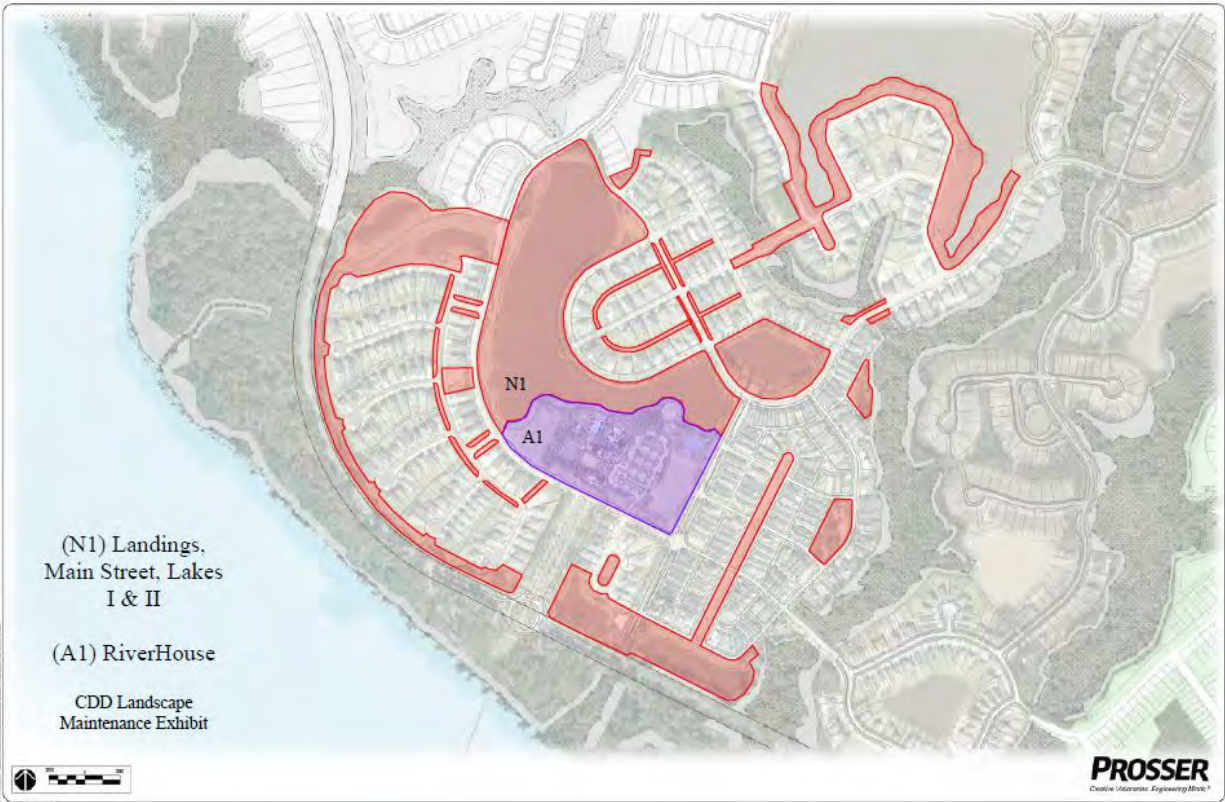 N1
A1
(N1) Landings,
Main Street, Lakes
I & II
(A1) RiverHouse
CDD Landscape
Maintenance Exhibit
PROSSER